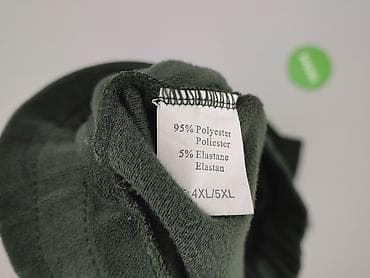 95% Polyester
Poliester
5% Elastane
Elastan
: 4XL/5XL